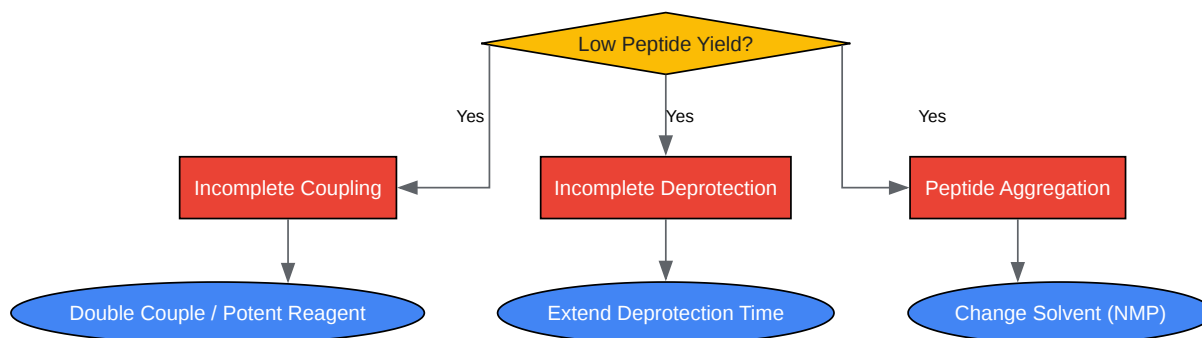 Low Peptide Yield?
Yes
Yes
Yes
Incomplete Coupling
Incomplete Deprotection
Peptide Aggregation
Double Couple / Potent Reagent
Extend Deprotection Time
Change Solvent (NMP)